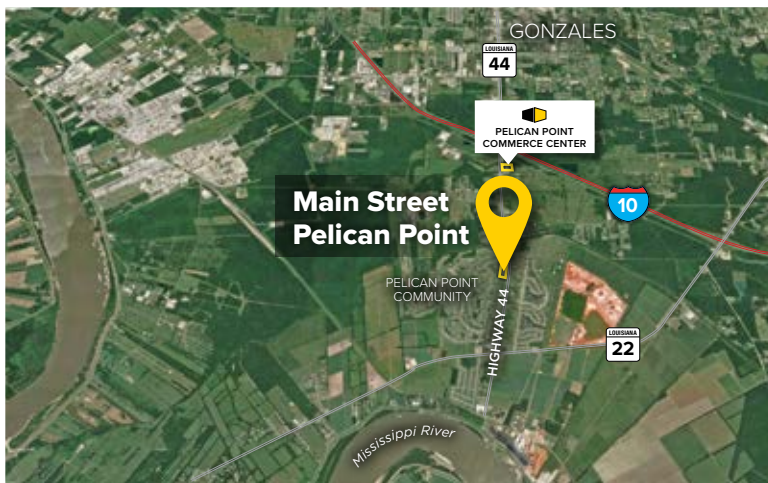 GONZALES
LOUISIANA
44
PELICAN POINT
COMMERCE CENTER
Main Street
Pelican Point
10
PELICAN POINT
COMMUNITY
HIGHWAY 44
LOUISIANA
22
Mississippi River